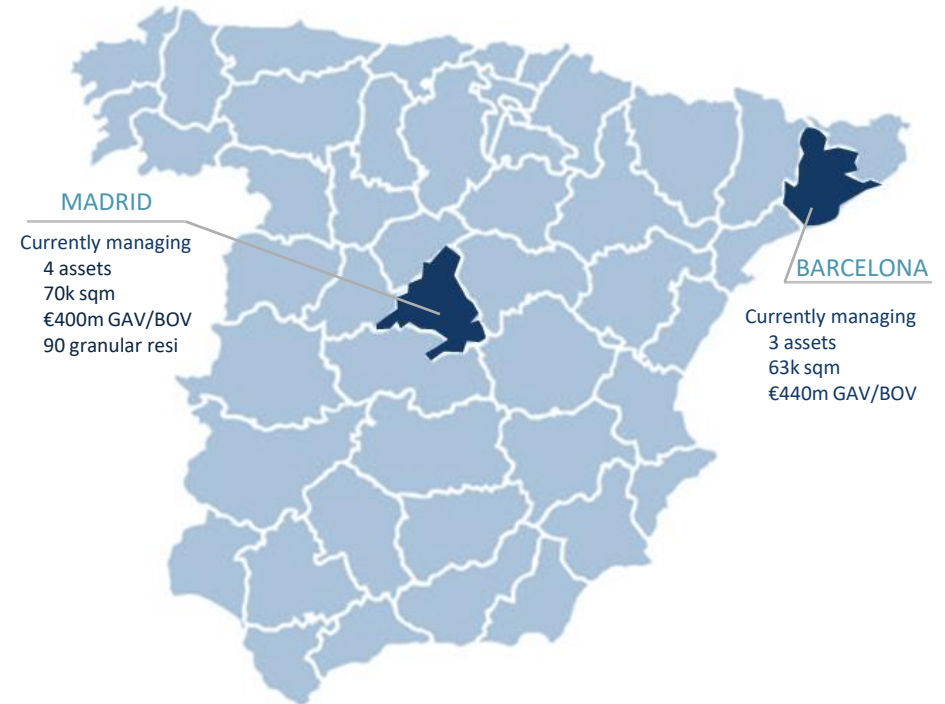 MADRID
Currently managing
4 assets
70k sqm
€400m GAV/BOV
90 granular resi
BARCELONA
Currently managing
3 assets
63k sqm
€440m GAV/BOV